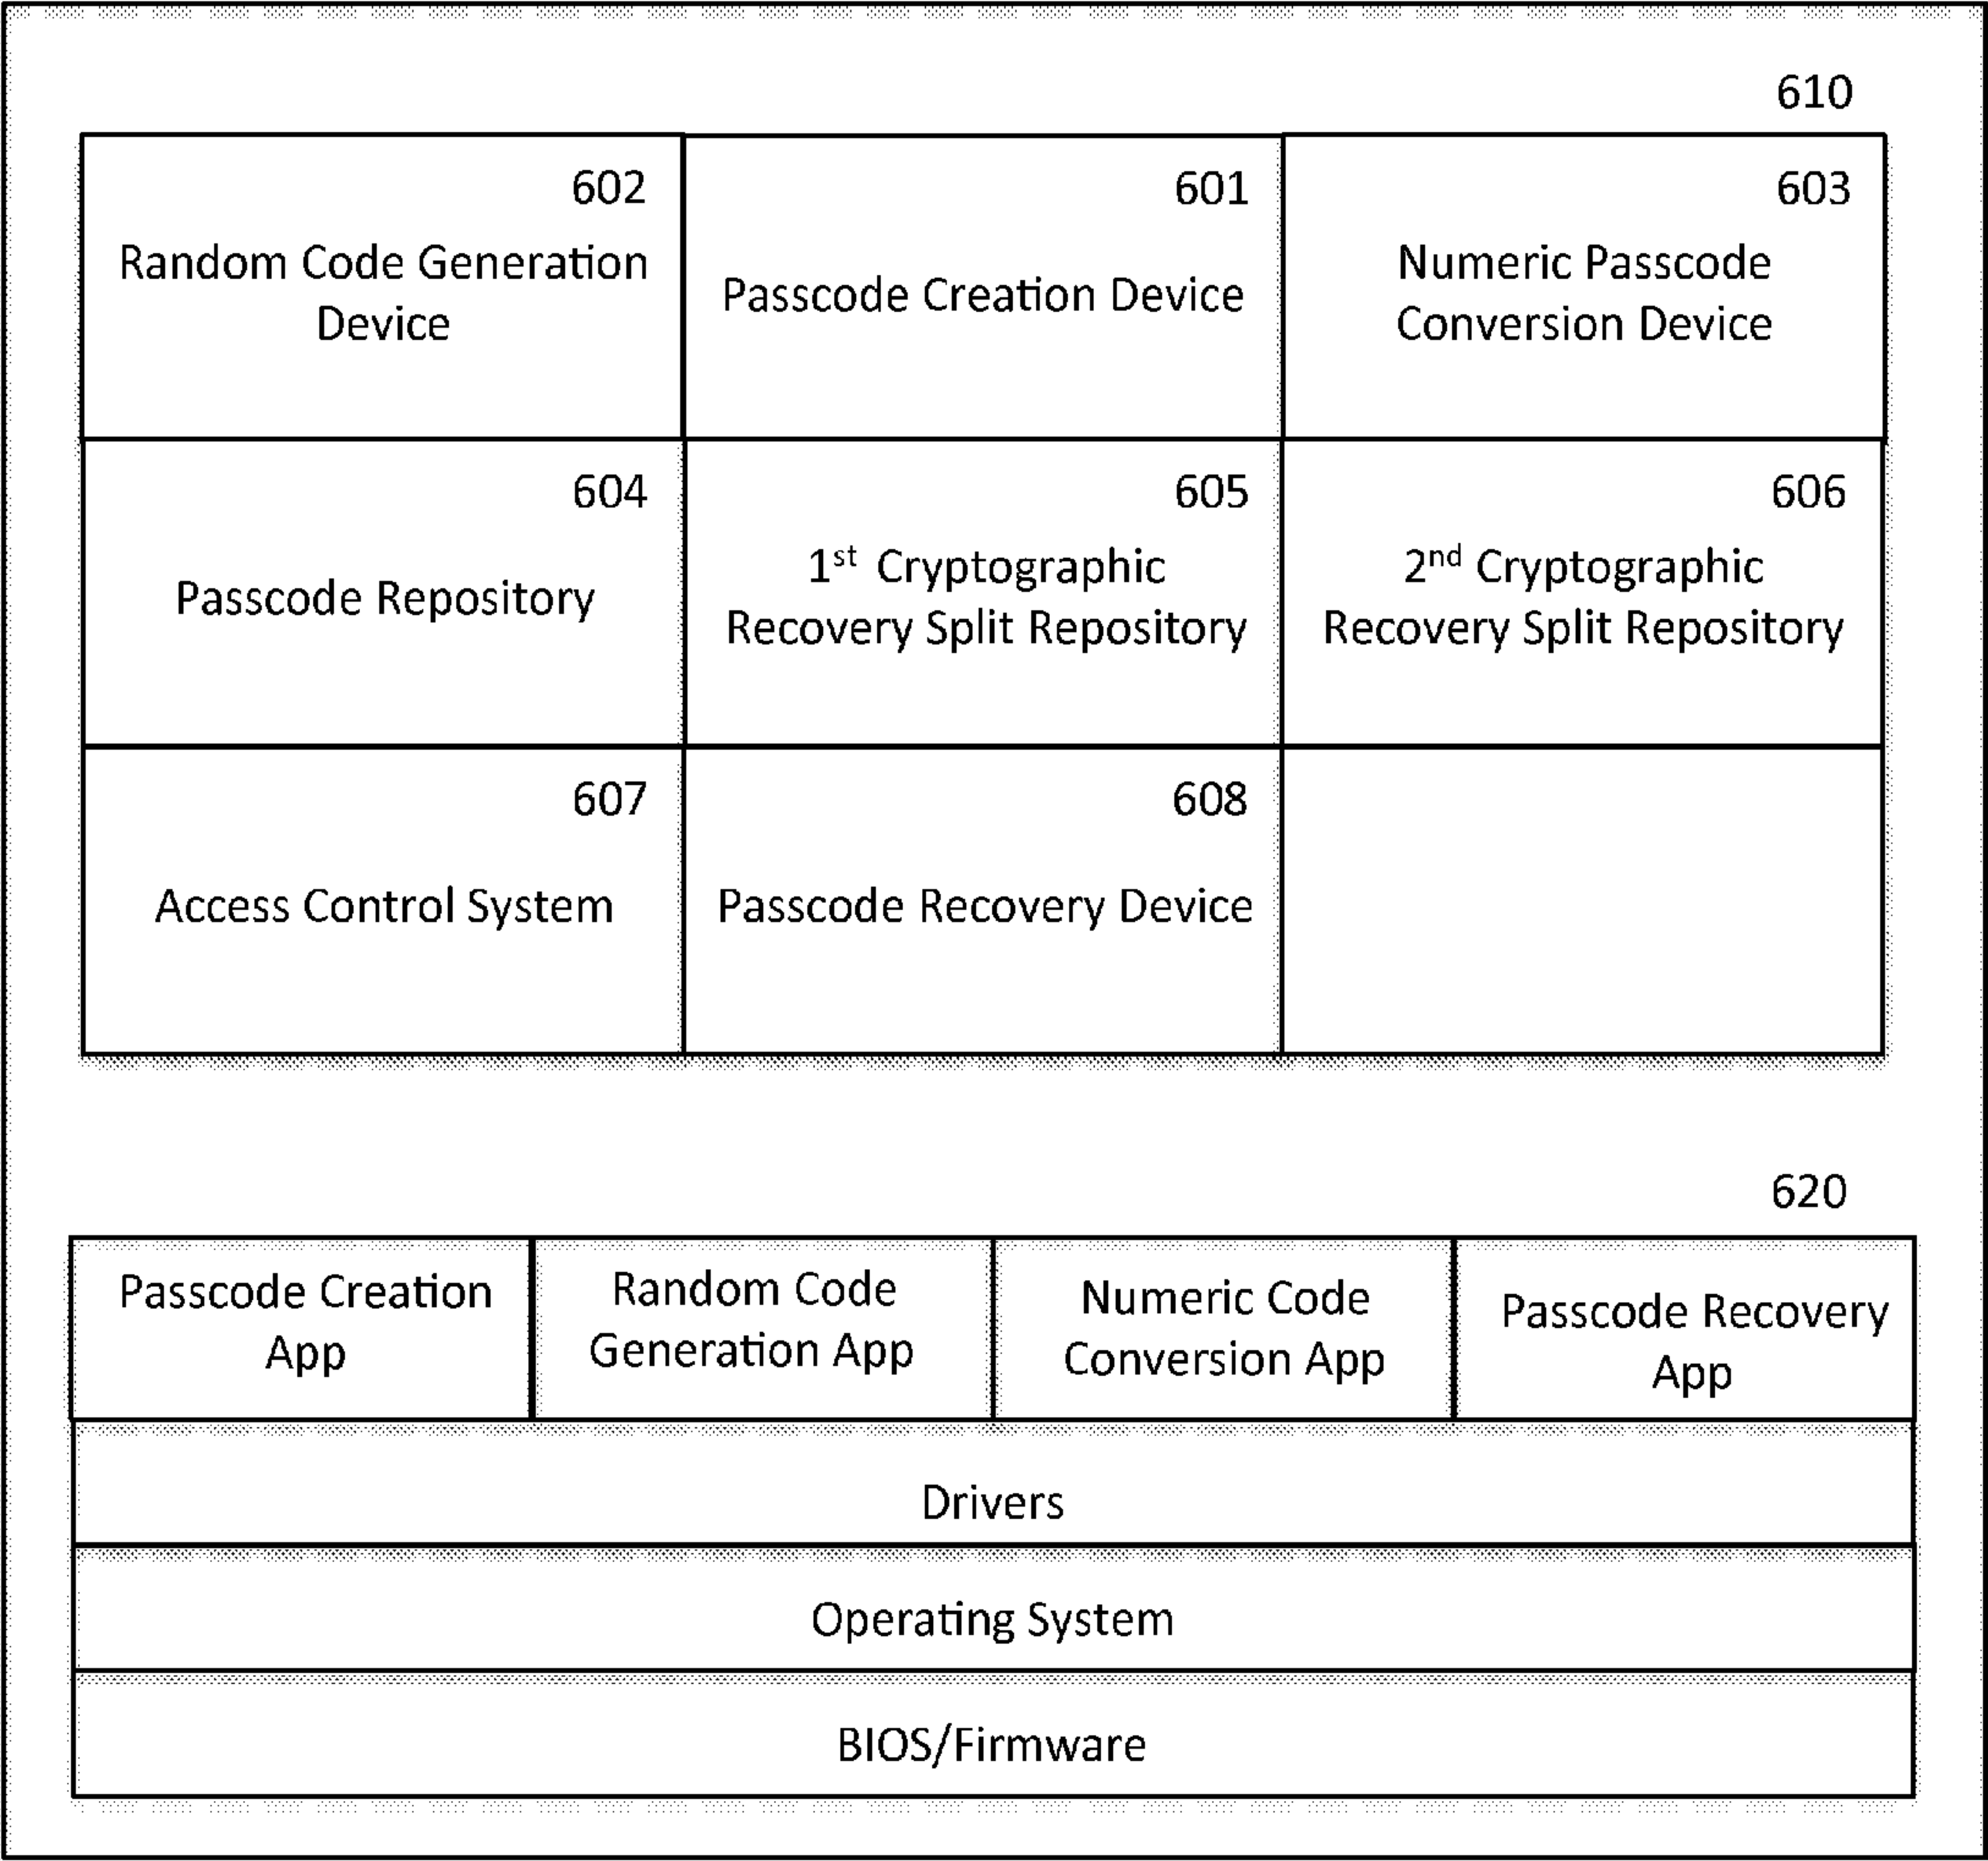 610
602
Random Code Generation
Device
601
Passcode Creation Device
603
Numeric Passcode
Conversion Device
604
Passcode Repository
605
1st Cryptographic
Recovery Split Repository
606
2nd Cryptographic
Recovery Split Repository
607
Access Control System
608
Passcode Recovery Device
620
Passcode Creation
App
Random Code
Generation App
Numeric Code
Conversion App
Passcode Recovery
App
Drivers
Operating System
BIOS/Firmware